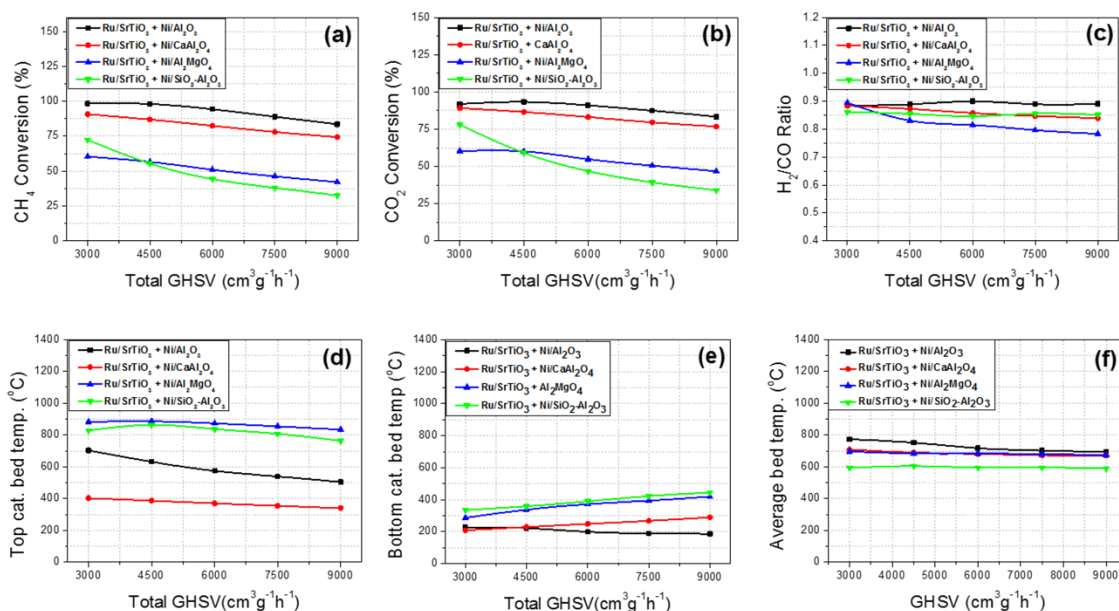 (a)
Ru/SrTiO₃ + Ni/Al₂O₃
Ru/SrTiO₃ + Ni/CaAl₂O₄
Ru/SrTiO₃ + Ni/Al₂MgO₄
Ru/SrTiO₃ + Ni/SiO₂-Al₂O₃
CH₄ Conversion (%)
150
125
100
75
50
25
0
3000 4500 6000 7500 9000
Total GHSV (cm³g⁻¹h⁻¹)
(b)
Ru/SrTiO₃ + Ni/Al₂O₃
Ru/SrTiO₃ + CaAl₂O₄
Ru/SrTiO₃ + Ni/Al₂MgO₄
Ru/SrTiO₃ + Ni/SiO₂-Al₂O₃
CO₂ Conversion (%)
150
125
100
75
50
25
0
3000 4500 6000 7500 9000
Total GHSV (cm³g⁻¹h⁻¹)
(c)
Ru/SrTiO₃ + Ni/Al₂O₃
Ru/SrTiO₃ + Ni/CaAl₂O₄
Ru/SrTiO₃ + Ni/Al₂MgO₄
Ru/SrTiO₃ + Ni/SiO₂-Al₂O₃
H₂/CO Ratio
1.2
1.1
1.0
0.9
0.8
0.7
0.6
0.5
0.4
3000 4500 6000 7500 9000
Total GHSV (cm³g⁻¹h⁻¹)
(d)
Ru/SrTiO₃ + Ni/Al₂O₃
Ru/SrTiO₃ + Ni/CaAl₂O₄
Ru/SrTiO₃ + Ni/Al₂MgO₄
Ru/SrTiO₃ + Ni/SiO₂-Al₂O₃
Top cat. bed temp. (°C)
1400
1200
1000
800
600
400
200
0
3000 4500 6000 7500 9000
Total GHSV (cm³g⁻¹h⁻¹)
(e)
Ru/SrTiO₃ + Ni/Al₂O₃
Ru/SrTiO₃ + Ni/CaAl₂O₄
Ru/SrTiO₃ + Al₂MgO₄
Ru/SrTiO₃ + Ni/SiO₂-Al₂O₃
Bottom cat. bed temp (°C)
1400
1200
1000
800
600
400
200
0
3000 4500 6000 7500 9000
Total GHSV (cm³g⁻¹h⁻¹)
(f)
Ru/SrTiO₃ + Ni/Al₂O₃
Ru/SrTiO₃ + Ni/CaAl₂O₄
Ru/SrTiO₃ + Ni/Al₂MgO₄
Ru/SrTiO₃ + Ni/SiO₂-Al₂O₃
Average bed temp. (°C)
1400
1200
1000
800
600
400
200
0
3000 4000 5000 6000 7000 8000 9000
GHSV (cm³g⁻¹h⁻¹)